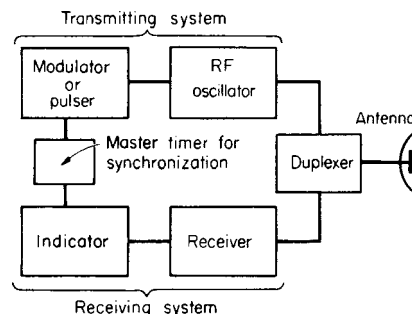 Transmitting system
Modulator
or
pulser
RF
oscillator
Antenna
Master timer for
synchronization
Duplexer
Indicator
Receiver
Receiving system